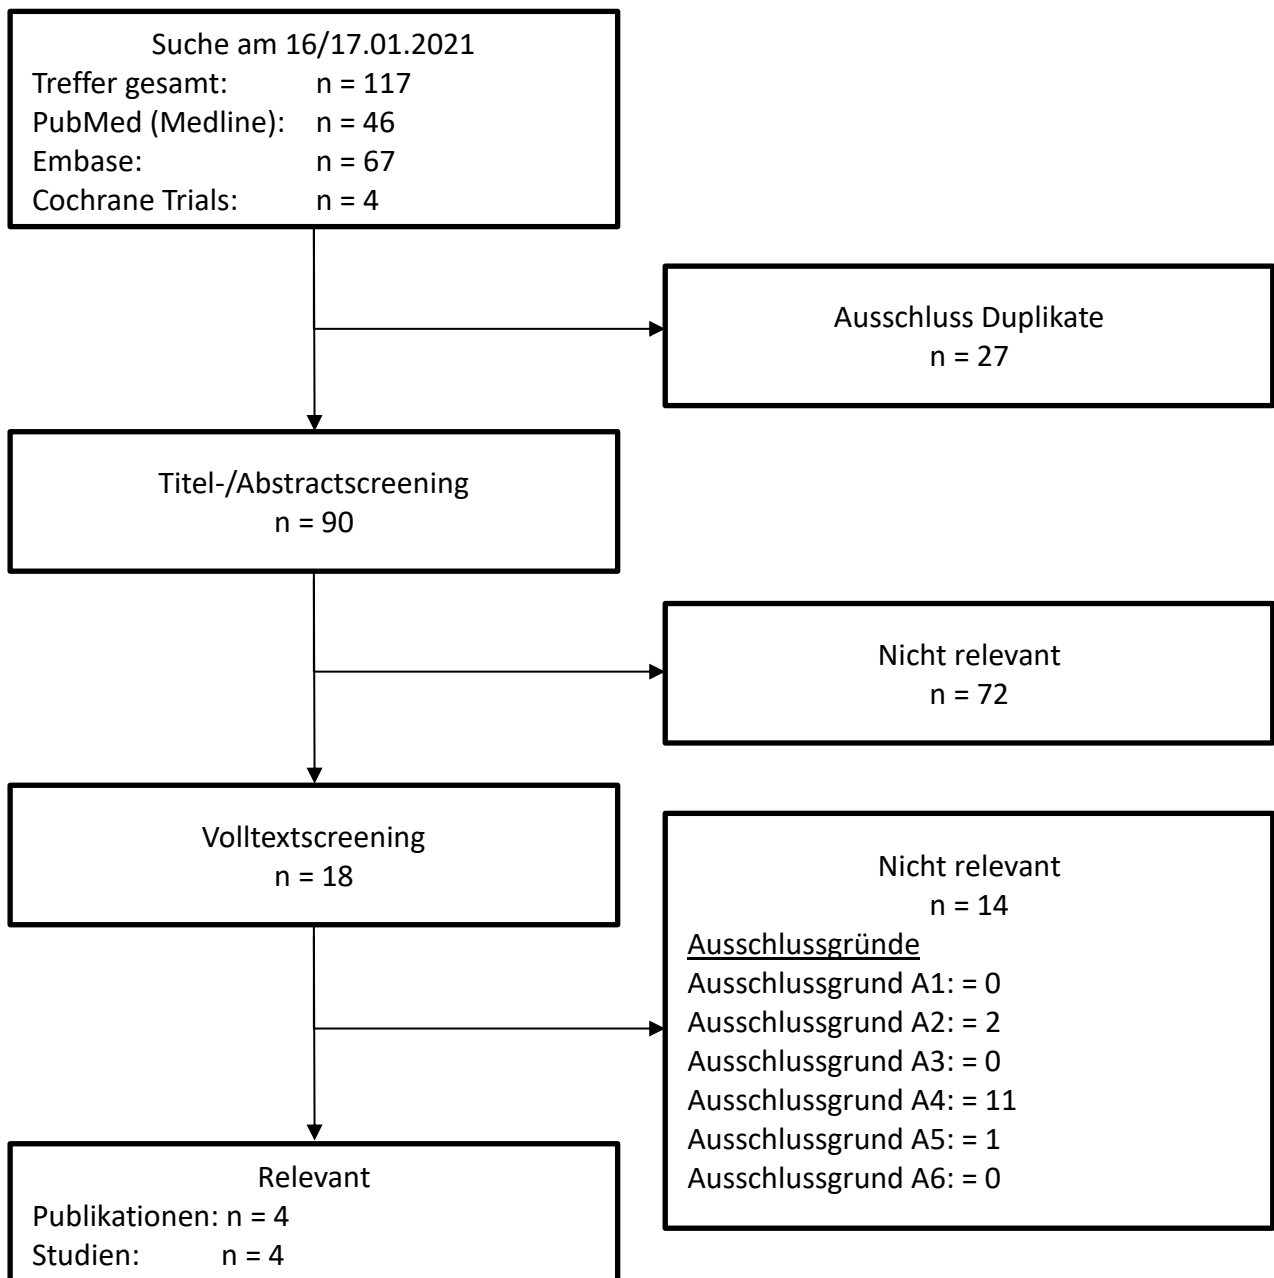 Suche am 16/17.01.2021
Treffer gesamt: n = 117
PubMed (Medline): n = 46
Embase: n = 67
Cochrane Trials: n = 4
Ausschluss Duplikate
n = 27
Titel-/Abstractscreening
n = 90
Nicht relevant
n = 72
Volltextscreening
n = 18
Nicht relevant
n = 14
Ausschlussgründe
Ausschlussgrund A1: = 0
Ausschlussgrund A2: = 2
Ausschlussgrund A3: = 0
Ausschlussgrund A4: = 11
Ausschlussgrund A5: = 1
Ausschlussgrund A6: = 0
Relevant
Publikationen: n = 4
Studien: n = 4